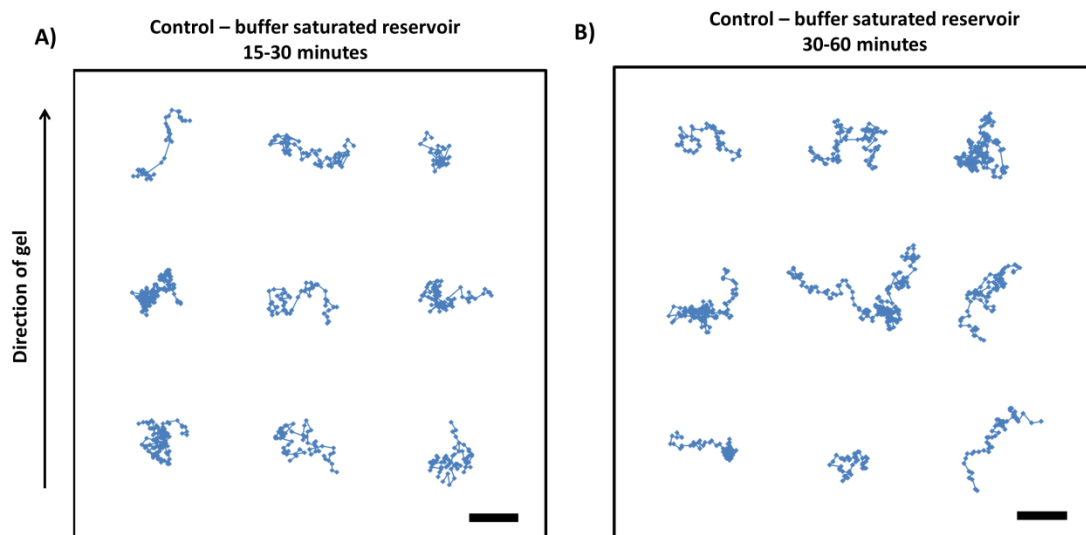 A)
Control – buffer saturated reservoir
15-30 minutes
Direction of gel
B)
Control – buffer saturated reservoir
30-60 minutes